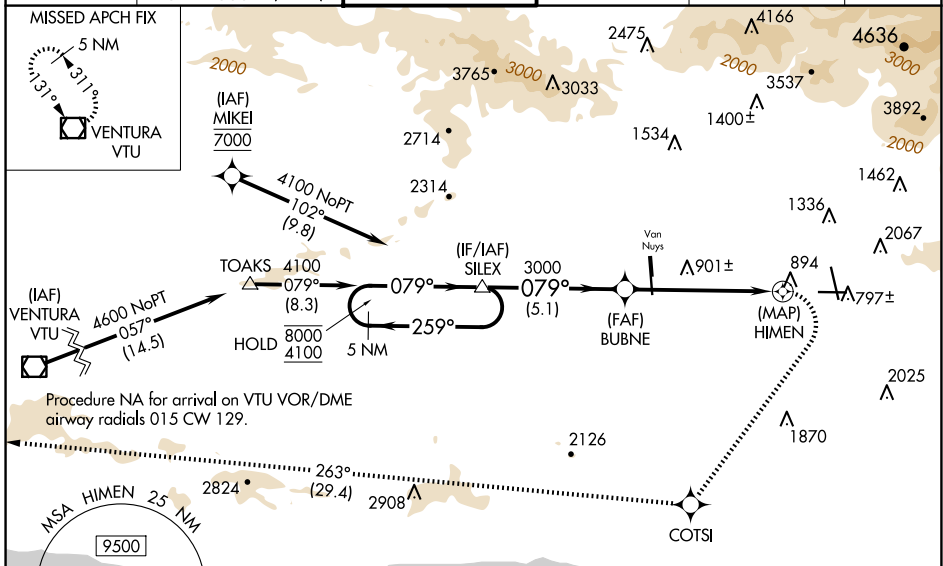 MISSED APCH FIX
5 NM
311°
131°
VENTURA
VTU
2000
(IAF)
MIKEI
7000
4100 NoPT
102°
(9.8)
3765
3000
3033
2714
2314
2475
4166
4636
2000
3000
3537
1400±
3892
1534
2000
1462
1336
2067
TOAKS
4100
079°
(8.3)
079°
(IF/IAF)
SILEX
3000
079°
(5.1)
Van
Nuys
901±
894
797±
(IAF)
VENTURA
VTU
4600 NoPT
057°
(14.5)
HOLD
8000
4100
259°
5 NM
(FAF)
BUBNE
(MAP)
HIMEN
Procedure NA for arrival on VTU VOR/DME
airway radials 015 CW 129.
2025
1870
2126
263°
(29.4)
2824
2908
COTSI
MSA HIMEN 25 NM
9500